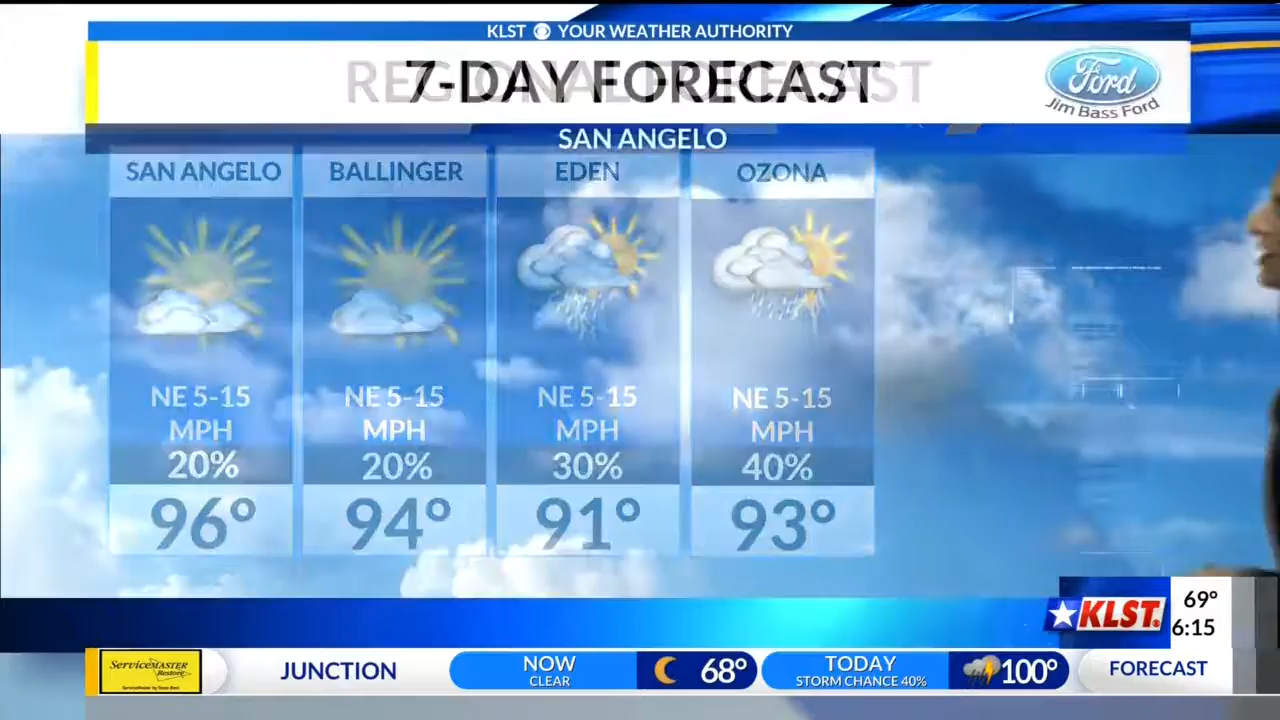 KLST YOUR WEATHER AUTHORITY
REGIONAL FORECAST
7-DAY FORECAST
Ford
Jim Bass Ford
SAN ANGELO
SAN ANGELO BALLINGER EDEN OZONA
NE 5-15 NE 5-15 NE 5-15 NE 5-15
MPH MPH MPH MPH
20% 20% 30% 40%
96° 94° 91° 93°
KLST 69°
6:15
ServiceMASTER
Restore
JUNCTION NOW 68° TODAY 100° FORECAST
CLEAR STORM CHANCE 40%